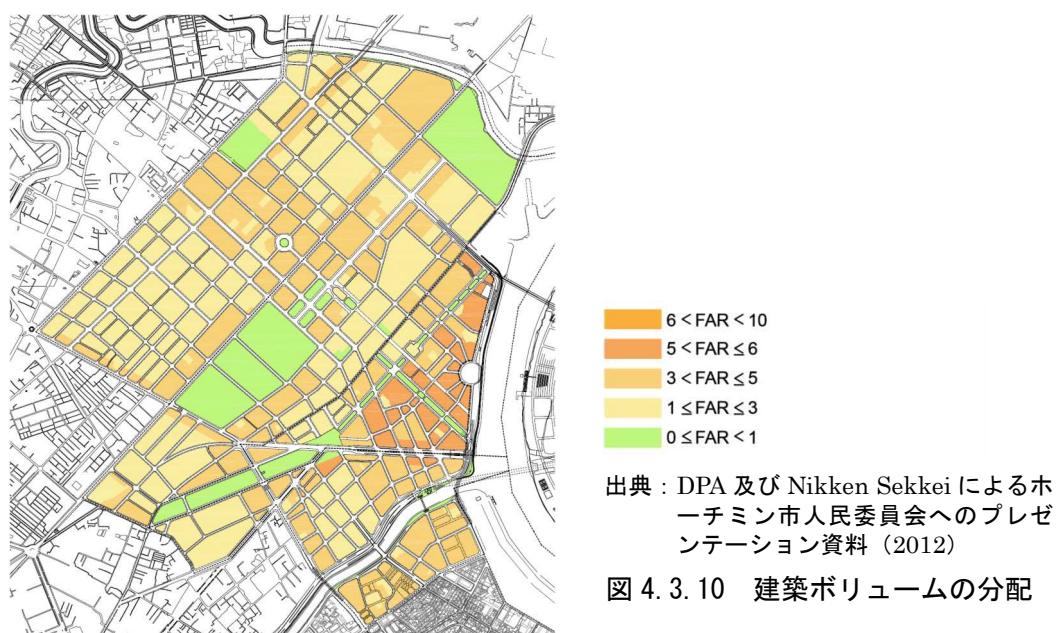 6 < FAR < 10
5 < FAR ≤ 6
3 < FAR ≤ 5
1 ≤ FAR ≤ 3
0 ≤ FAR < 1
出典：DPA 及び Nikken Sekkei によるホ
ーチミン市人民委員会へのプレゼ
ンテーション資料（2012）
図 4.3.10　建築ボリュームの分配